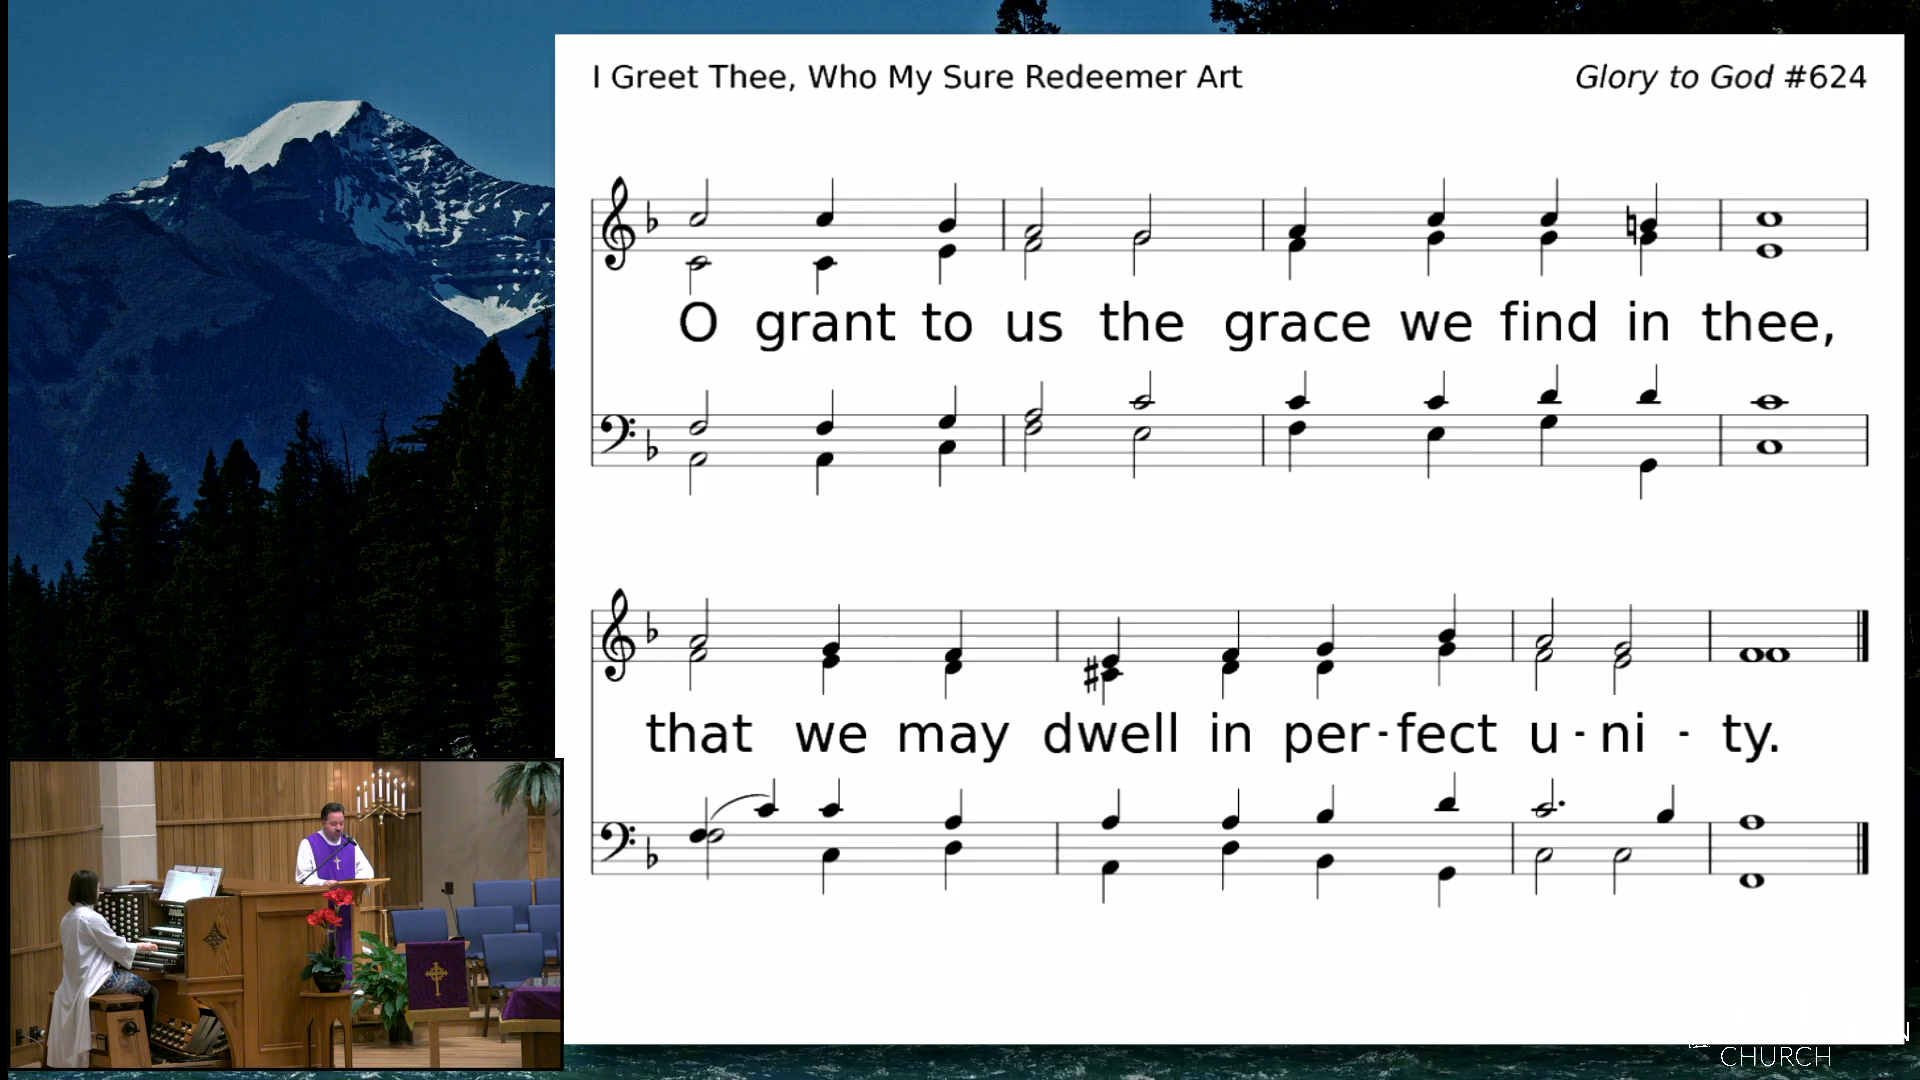 I Greet Thee, Who My Sure Redeemer Art
Glory to God #624
O grant to us the grace we find in thee,
that we may dwell in per-fect u-ni-ty.
N
CHURCH